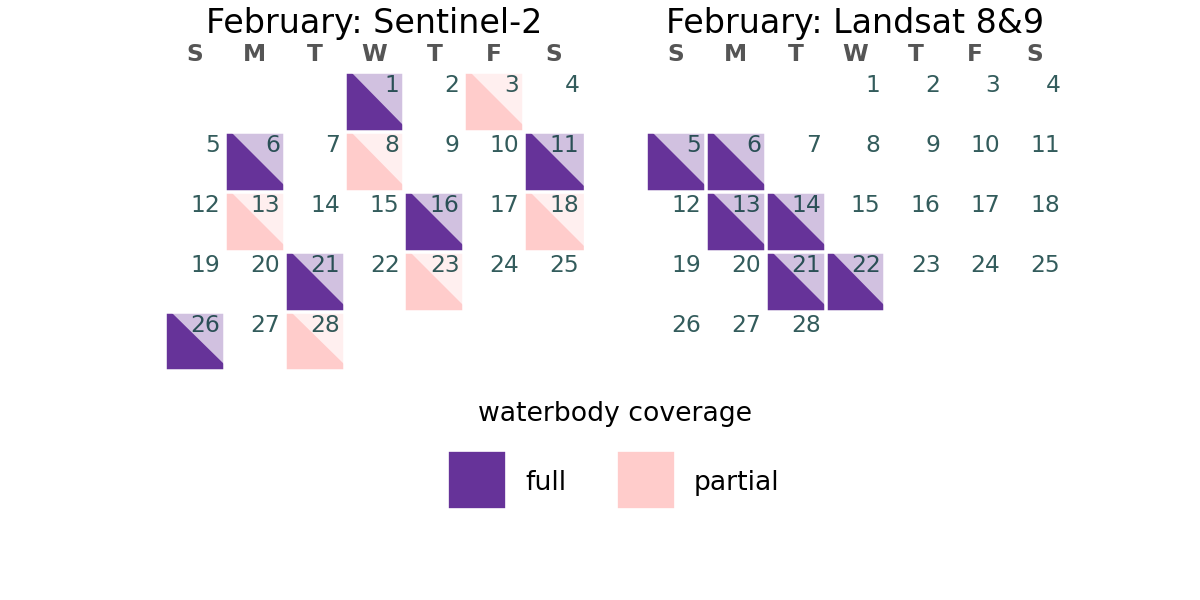 February: Sentinel-2
S M T W T F S
1 2 3 4
5 6 7 8 9 10 11
12 13 14 15 16 17 18
19 20 21 22 23 24 25
26 27 28
February: Landsat 8&9
S M T W T F S
1 2 3 4
5 6 7 8 9 10 11
12 13 14 15 16 17 18
19 20 21 22 23 24 25
26 27 28
waterbody coverage
full partial